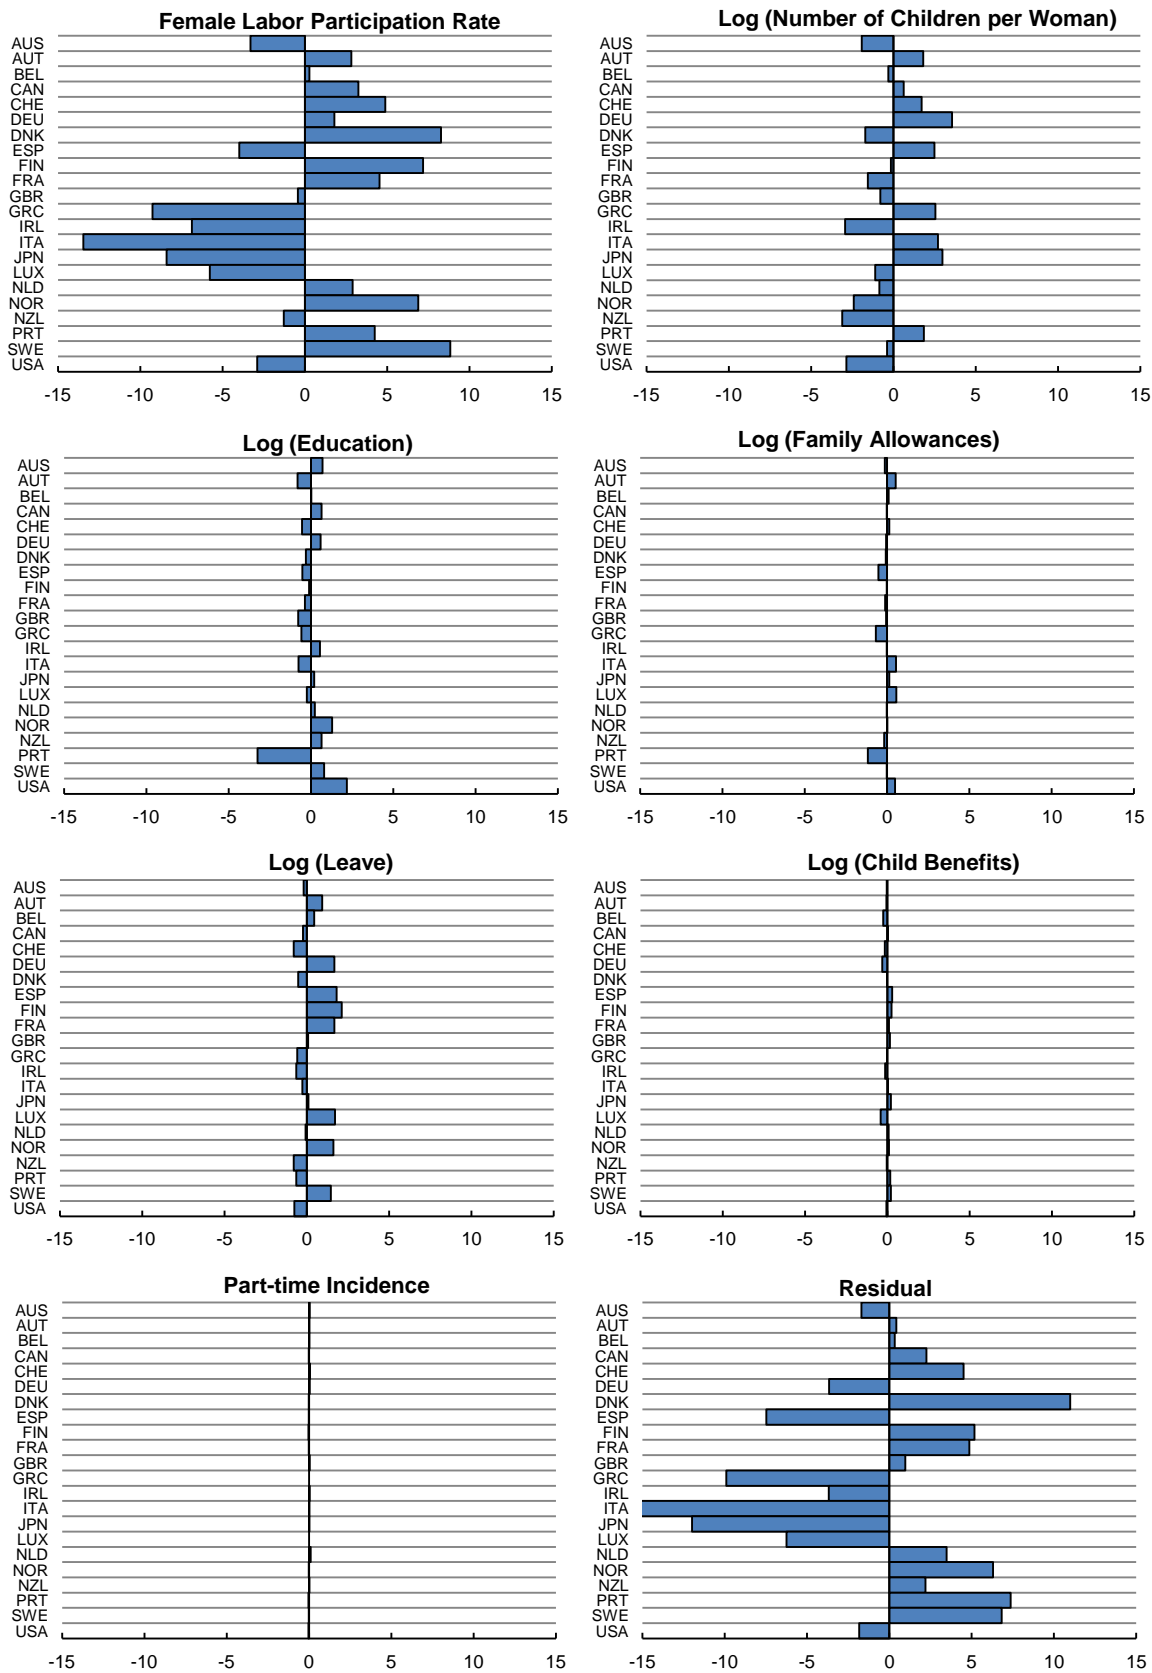 Female Labor Participation Rate
AUS
AUT
BEL
CAN
CHE
DEU
DNK
ESP
FIN
FRA
GBR
GRC
IRL
ITA
JPN
LUX
NLD
NOR
NZL
PRT
SWE
USA
-15 -10 -5 0 5 10 15
Log (Number of Children per Woman)
AUS
AUT
BEL
CAN
CHE
DEU
DNK
ESP
FIN
FRA
GBR
GRC
IRL
ITA
JPN
LUX
NLD
NOR
NZL
PRT
SWE
USA
-15 -10 -5 0 5 10 15
Log (Education)
AUS
AUT
BEL
CAN
CHE
DEU
DNK
ESP
FIN
FRA
GBR
GRC
IRL
ITA
JPN
LUX
NLD
NOR
NZL
PRT
SWE
USA
-15 -10 -5 0 5 10 15
Log (Family Allowances)
AUS
AUT
BEL
CAN
CHE
DEU
DNK
ESP
FIN
FRA
GBR
GRC
IRL
ITA
JPN
LUX
NLD
NOR
NZL
PRT
SWE
USA
-15 -10 -5 0 5 10 15
Log (Leave)
AUS
AUT
BEL
CAN
CHE
DEU
DNK
ESP
FIN
FRA
GBR
GRC
IRL
ITA
JPN
LUX
NLD
NOR
NZL
PRT
SWE
USA
-15 -10 -5 0 5 10 15
Log (Child Benefits)
AUS
AUT
BEL
CAN
CHE
DEU
DNK
ESP
FIN
FRA
GBR
GRC
IRL
ITA
JPN
LUX
NLD
NOR
NZL
PRT
SWE
USA
-15 -10 -5 0 5 10 15
Part-time Incidence
AUS
AUT
BEL
CAN
CHE
DEU
DNK
ESP
FIN
FRA
GBR
GRC
IRL
ITA
JPN
LUX
NLD
NOR
NZL
PRT
SWE
USA
-15 -10 -5 0 5 10 15
Residual
AUS
AUT
BEL
CAN
CHE
DEU
DNK
ESP
FIN
FRA
GBR
GRC
IRL
ITA
JPN
LUX
NLD
NOR
NZL
PRT
SWE
USA
-15 -10 -5 0 5 10 15